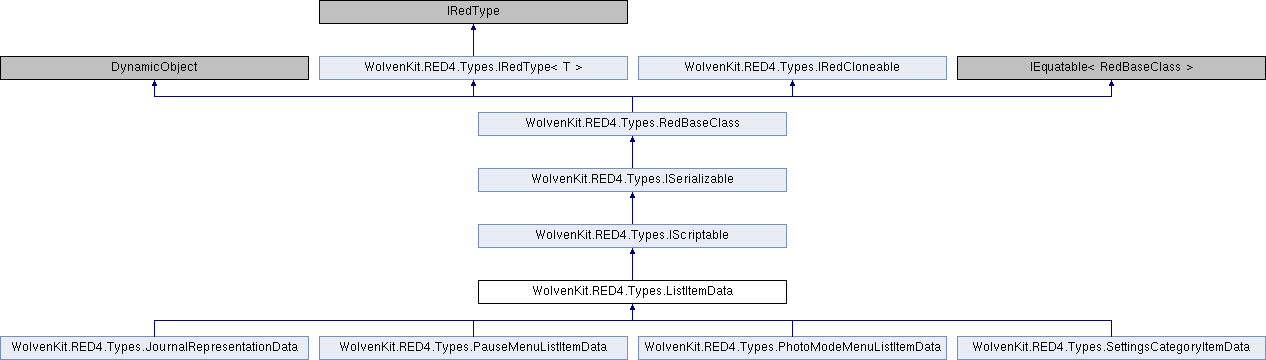 IRedType
DynamicObject
WolvenKit.RED4.Types.IRedType< T >
WolvenKit.RED4.Types.IRedCloneable
IEquatable< RedBaseClass >
WolvenKit.RED4.Types.RedBaseClass
WolvenKit.RED4.Types.ISerializable
WolvenKit.RED4.Types.IScriptable
WolvenKit.RED4.Types.ListItemData
WolvenKit.RED4.Types.JournalRepresentationData
WolvenKit.RED4.Types.PauseMenuListItemData
WolvenKit.RED4.Types.PhotoModeMenuListItemData
WolvenKit.RED4.Types.SettingsCategoryItemData